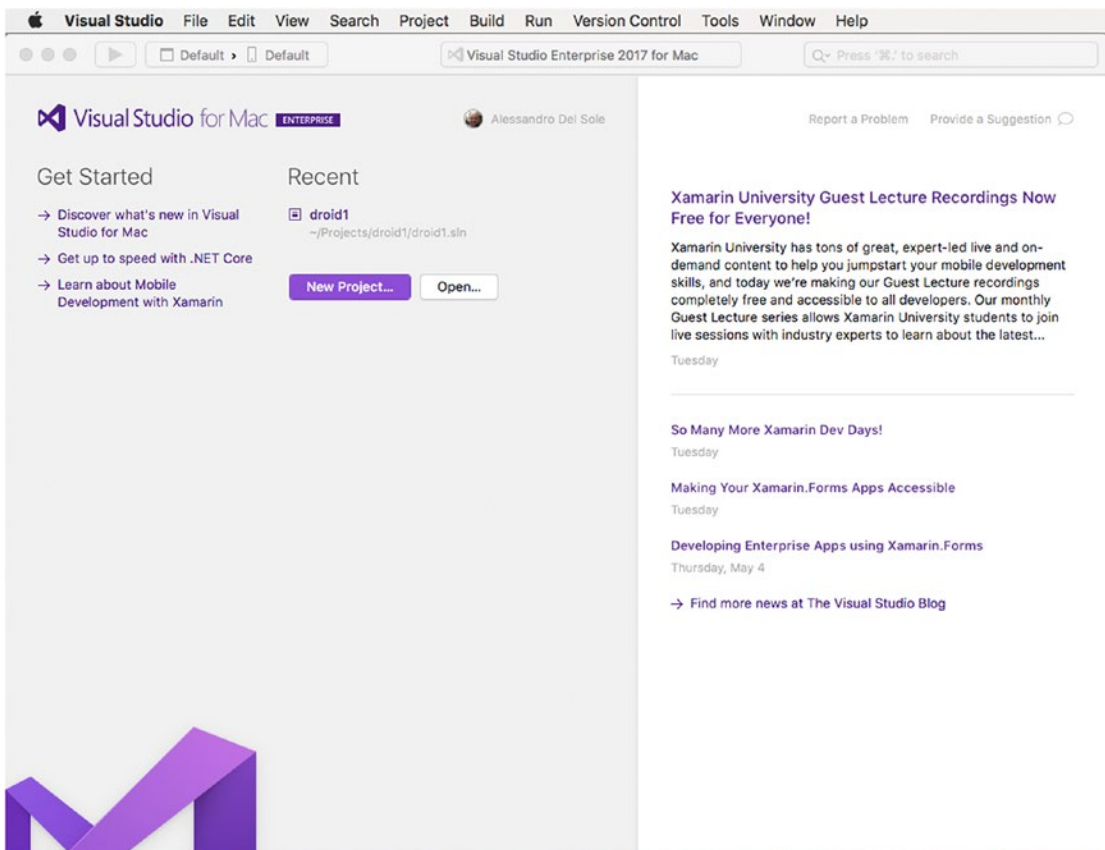 Visual Studio File Edit View Search Project Build Run Version Control Tools Window Help
Default › Default
Visual Studio Enterprise 2017 for Mac
Press '⌘.' to search
Visual Studio for Mac ENTERPRISE
Alessandro Del Sole
Report a Problem Provide a Suggestion
Get Started
→ Discover what's new in Visual
Studio for Mac
→ Get up to speed with .NET Core
→ Learn about Mobile
Development with Xamarin
Recent
droid1
~/Projects/droid1/droid1.sln
New Project... Open...
Xamarin University Guest Lecture Recordings Now
Free for Everyone!
Xamarin University has tons of great, expert-led live and on-
demand content to help you jumpstart your mobile development
skills, and today we're making our Guest Lecture recordings
completely free and accessible to all developers. Our monthly
Guest Lecture series allows Xamarin University students to join
live sessions with industry experts to learn about the latest...
Tuesday
So Many More Xamarin Dev Days!
Tuesday
Making Your Xamarin.Forms Apps Accessible
Tuesday
Developing Enterprise Apps using Xamarin.Forms
Thursday, May 4
→ Find more news at The Visual Studio Blog